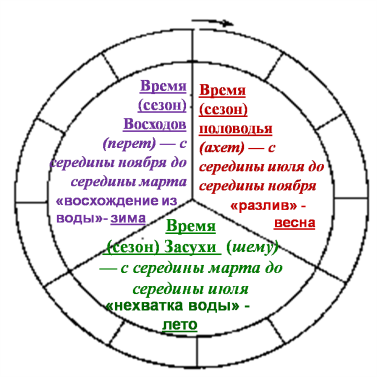 Время
(сезон)
Восходов
(перет) — с
середины ноября до
середины марта
«восхождение из
воды»- зима
Время
(сезон)
половодья
(ахет) — с
середины июля до
середины ноября
«разлив» -
весна
Время
(сезон) Засухи (шему)
— с середины марта до
середины июля
«нехватка воды» -
лето